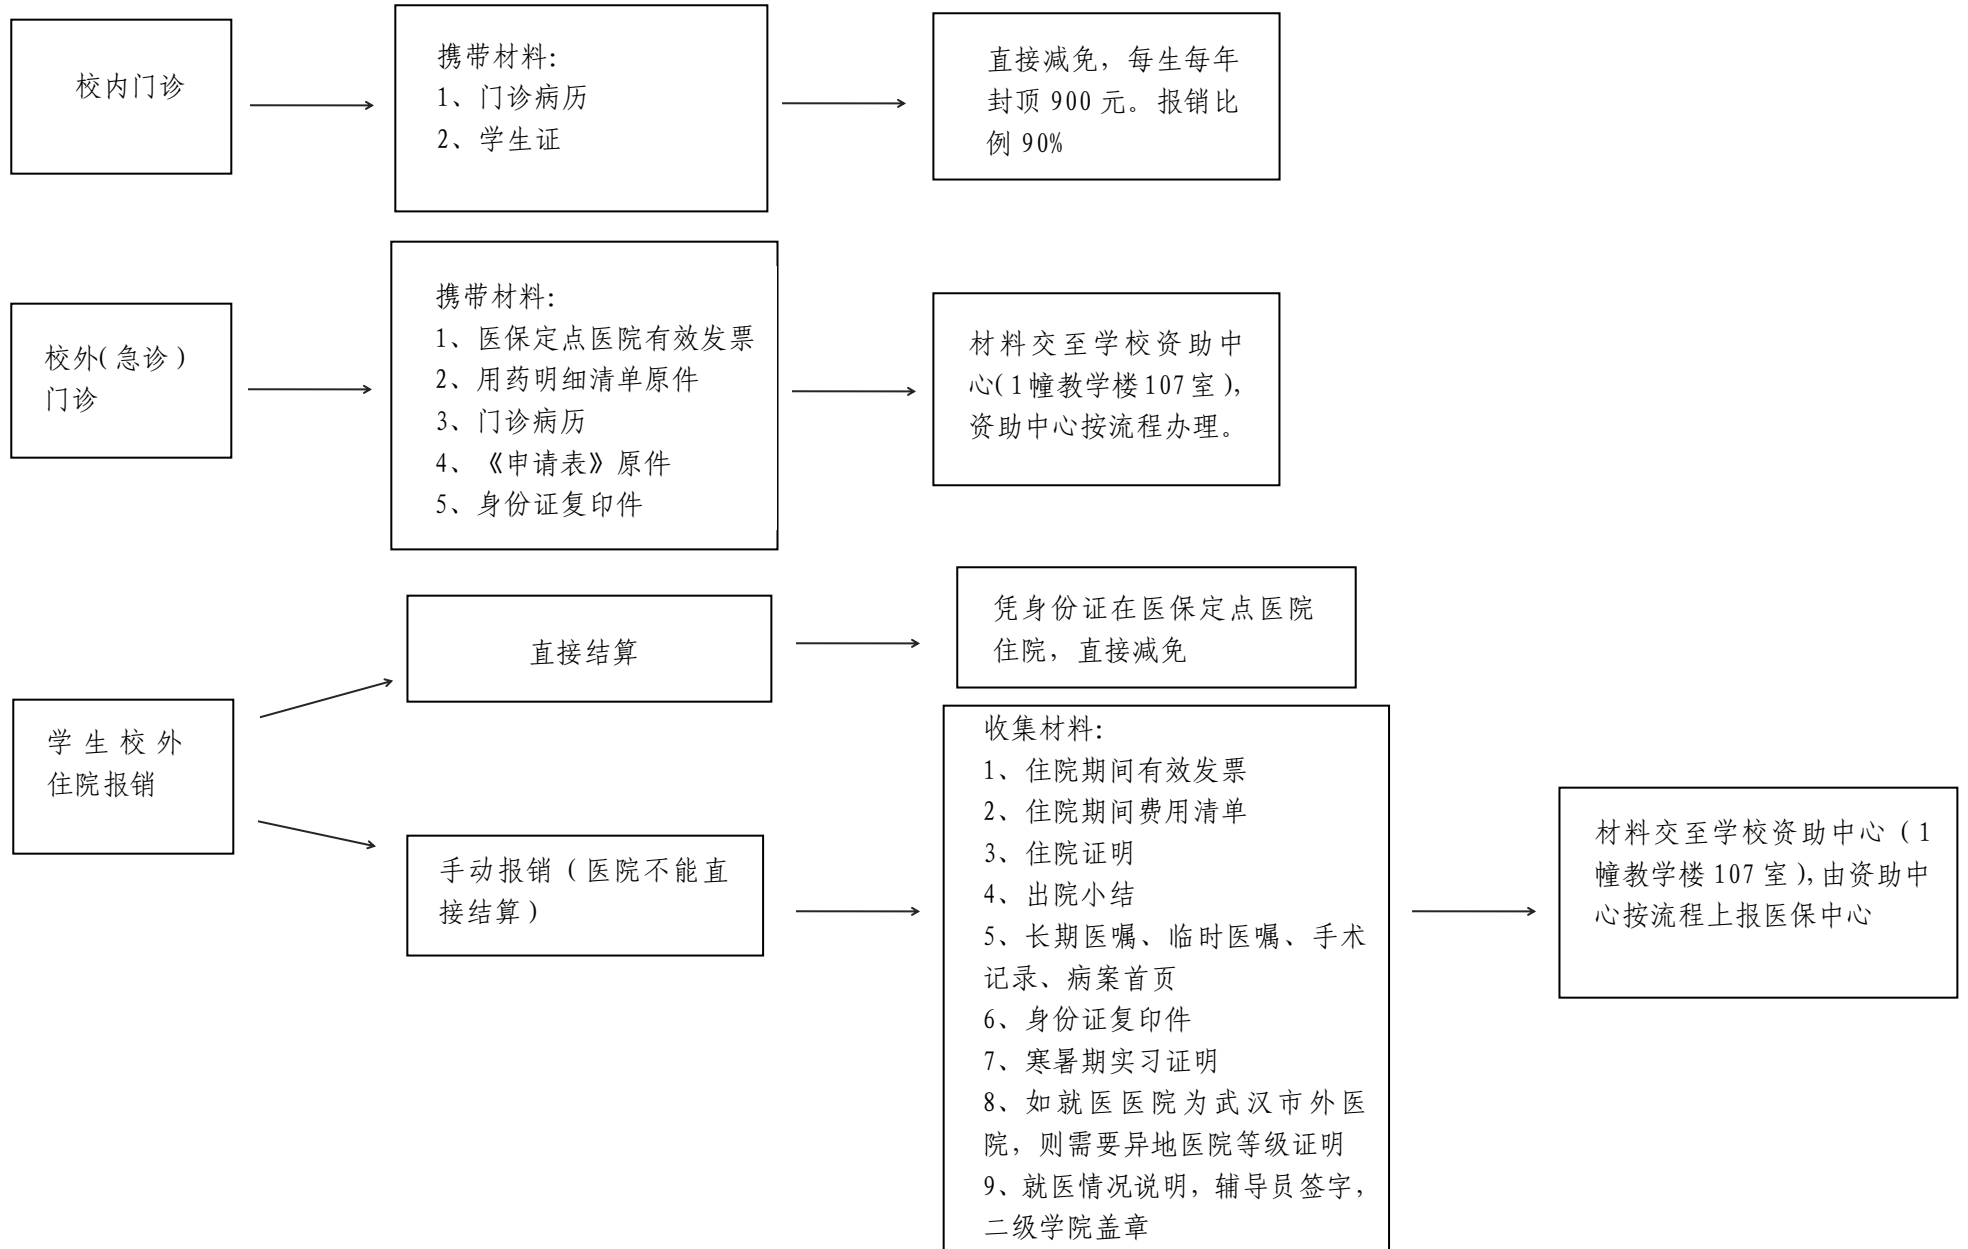 校内门诊
携带材料：
1、门诊病历
2、学生证
直接减免，每生每年
封顶 900 元。报销比
例 90%
校外（急诊）
门诊
携带材料：
1、医保定点医院有效发票
2、用药明细清单原件
3、门诊病历
4、《申请表》原件
5、身份证复印件
材料交至学校资助中
心（1幢教学楼107室），
资助中心按流程办理。
学生校外
住院报销
直接结算
凭身份证在医保定点医院
住院，直接减免
手动报销（医院不能直
接结算）
收集材料：
1、住院期间有效发票
2、住院期间费用清单
3、住院证明
4、出院小结
5、长期医嘱、临时医嘱、手术
记录、病案首页
6、身份证复印件
7、寒暑期实习证明
8、如就医医院为武汉市外医
院，则需要异地医院等级证明
9、就医情况说明，辅导员签字，
二级学院盖章
材料交至学校资助中心（1
幢教学楼 107 室），由资助中
心按流程上报医保中心